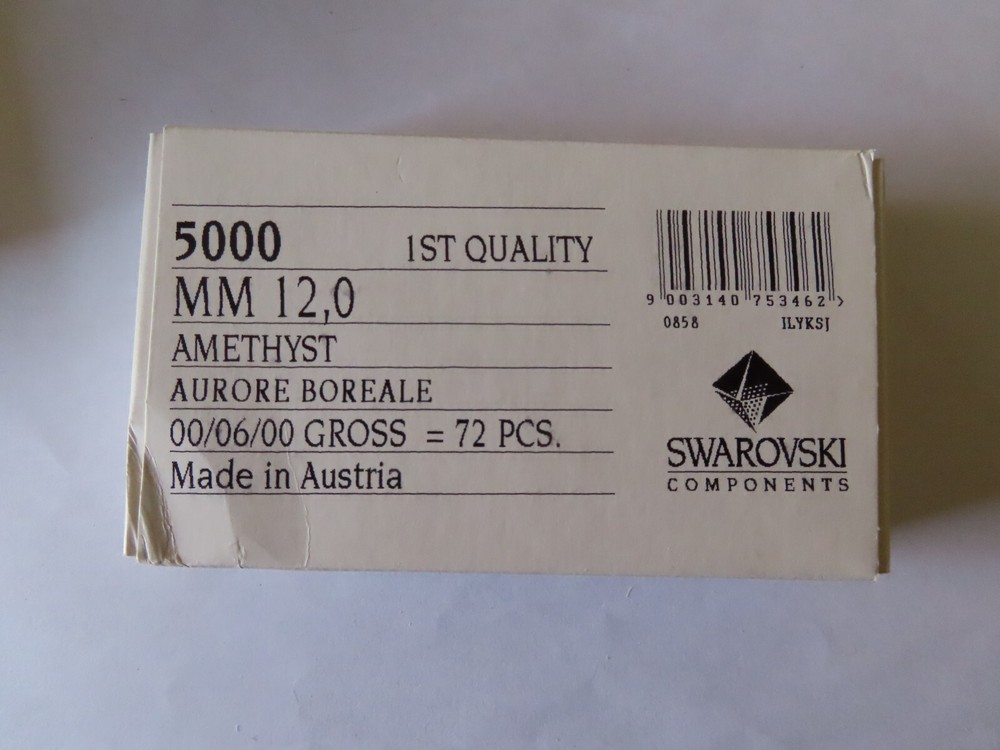 5000 1ST QUALITY
MM 12,0
AMETHYST
AURORE BOREALE
00/06/00 GROSS = 72 PCS.
Made in Austria
9 003140 753462 >
0858 ILYKSJ
SWAROVSKI
COMPONENTS